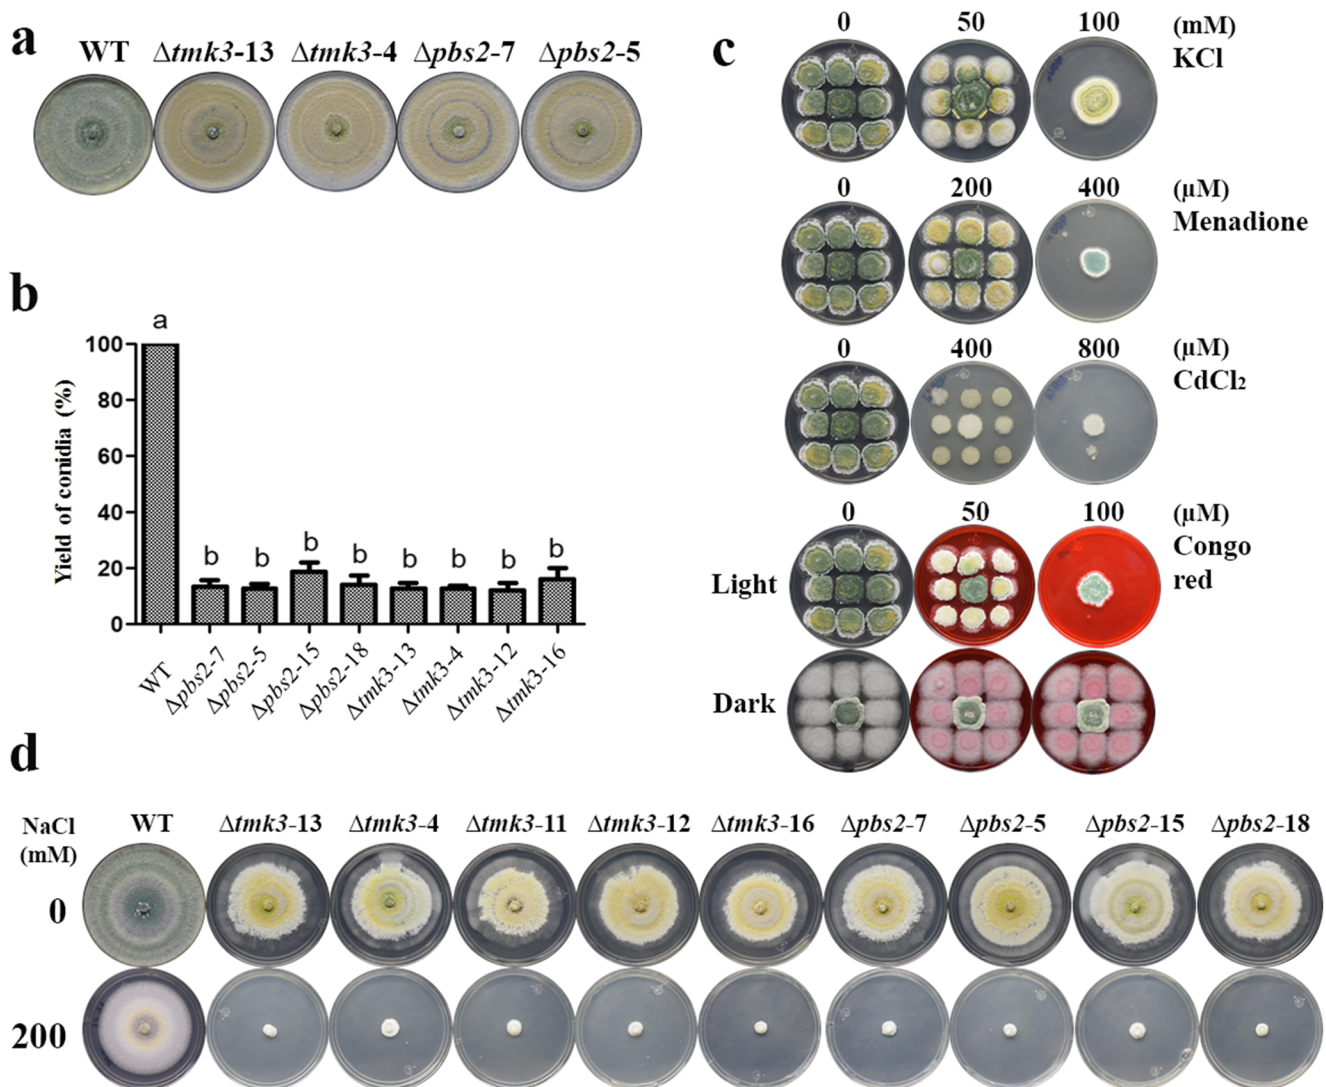 a
WT Δtmk3-13 Δtmk3-4 Δpbs2-7 Δpbs2-5
b
Yield of conidia (%)
100
80
60
40
20
0
a
b b b b b b b b
WT Δpbs2-7 Δpbs2-5 Δpbs2-15 Δpbs2-18 Δtmk3-13 Δtmk3-4 Δtmk3-12 Δtmk3-16
c
0 50 100 (mM)
KCl
0 200 400 (μM)
Menadione
0 400 800 (μM)
CdCl₂
0 50 100 (μM)
Congo
red
Light
Dark
d
NaCl
(mM)
WT Δtmk3-13 Δtmk3-4 Δtmk3-11 Δtmk3-12 Δtmk3-16 Δpbs2-7 Δpbs2-5 Δpbs2-15 Δpbs2-18
0
200